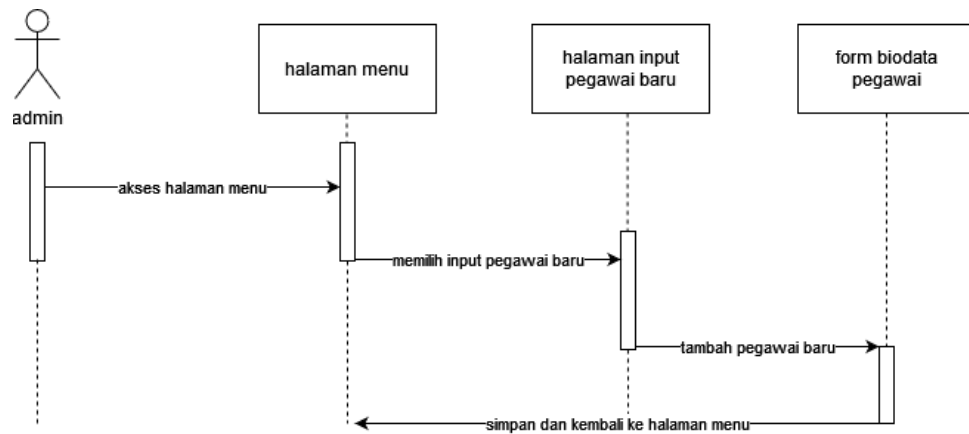 admin
halaman menu
halaman input
pegawai baru
form biodata
pegawai
akses halaman menu
memilih input pegawai baru
tambah pegawai baru
simpan dan kembali ke halaman menu